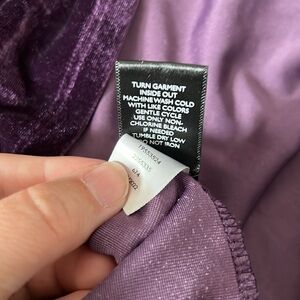 TURN GARMENT
INSIDE OUT
MACHINE WASH COLD
WITH LIKE COLORS
GENTLE CYCLE
USE ONLY NON-
CHLORINE BLEACH
IF NEEDED
TUMBLE DRY LOW
DO NOT IRON